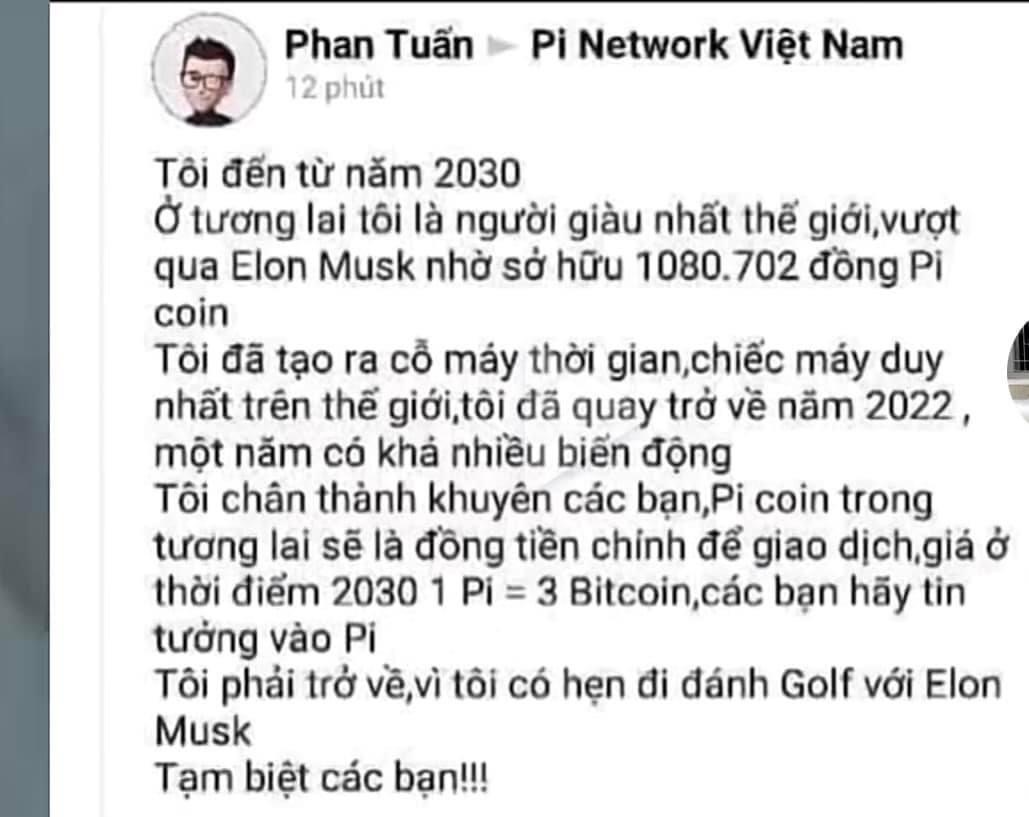 Phan Tuấn ► Pi Network Việt Nam
12 phút
Tôi đến từ năm 2030
Ở tương lai tôi là người giàu nhất thế giới,vượt
qua Elon Musk nhờ sở hữu 1080.702 đồng Pi
coin
Tôi đã tạo ra cỗ máy thời gian,chiếc máy duy
nhất trên thế giới,tôi đã quay trở về năm 2022 ,
một năm có khá nhiều biến động
Tôi chân thành khuyên các bạn,Pi coin trong
tương lai sẽ là đồng tiền chính để giao dịch,giá ở
thời điểm 2030 1 Pi = 3 Bitcoin,các bạn hãy tin
tưởng vào Pi
Tôi phải trở về,vì tôi có hẹn đi đánh Golf với Elon
Musk
Tạm biệt các bạn!!!